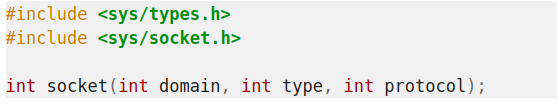 #include <sys/types.h>
#include <sys/socket.h>
int socket(int domain, int type, int protocol);